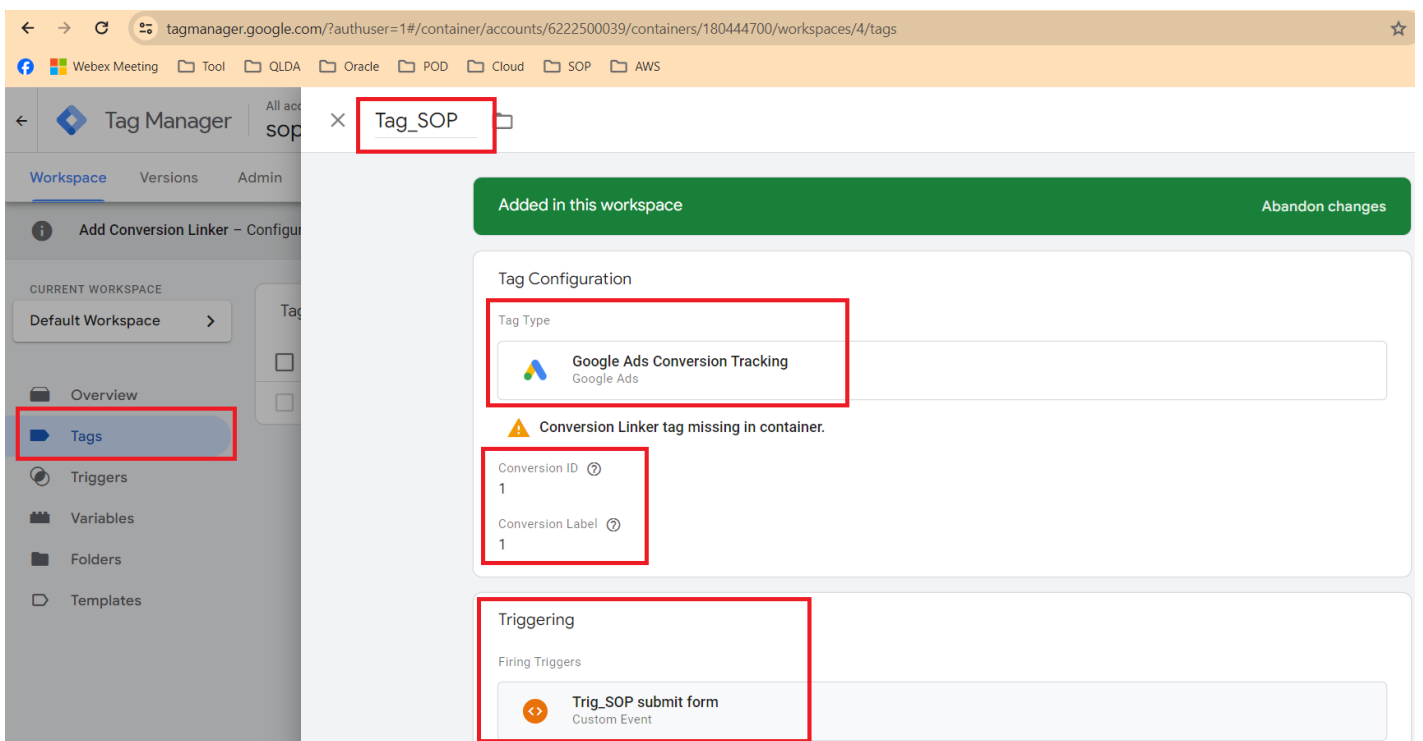 tagmanager.google.com/?authuser=1#/container/accounts/6222500039/containers/180444700/workspaces/4/tags
Webex Meeting Tool QLDA Oracle POD Cloud SOP AWS
Tag Manager
All acc
sop
Tag_SOP
Workspace Versions Admin
Added in this workspace
Abandon changes
Add Conversion Linker – Configur
Tag Configuration
CURRENT WORKSPACE
Default Workspace
Tag
Tag Type
Google Ads Conversion Tracking
Google Ads
Overview
Conversion Linker tag missing in container.
Tags
Triggers
Variables
Folders
Templates
Conversion ID
1
Conversion Label
1
Triggering
Firing Triggers
Trig_SOP submit form
Custom Event